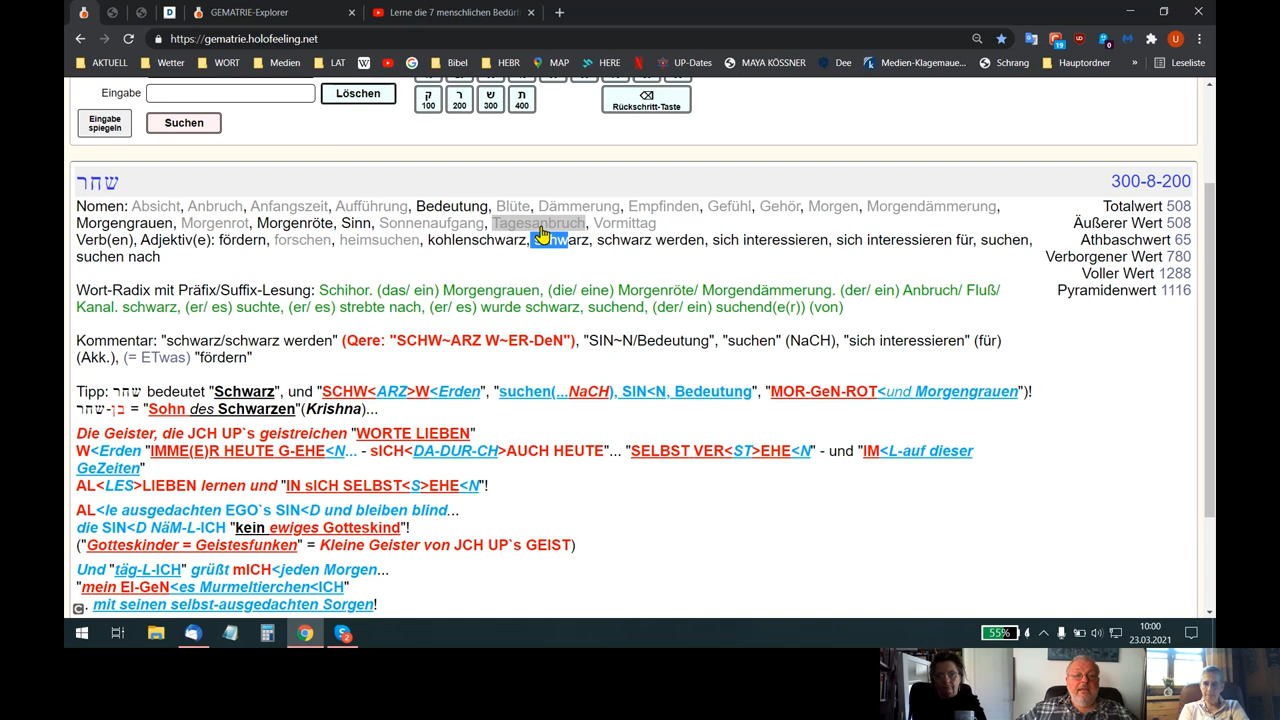 GEMATRIE-Explorer
Lerne die 7 menschlichen Bedürf
https://gematrie.holofeeling.net
AKTUELL Wetter WORT Medien LAT Bibel HEBR MAP HERE UP-Dates MAYA KÖSSNER Dee Medien-Klagemaue... Schrang Hauptordner » Leseliste
Eingabe Löschen
ק 100 ר 200 ש 300 ת 400 Rückschritt-Taste
Eingabe spiegeln Suchen
שחר 300-8-200
Nomen: Absicht, Anbruch, Anfangszeit, Aufführung, Bedeutung, Blüte, Dämmerung, Empfinden, Gefühl, Gehör, Morgen, Morgendämmerung, Totalwert 508
Morgengrauen, Morgenrot, Morgenröte, Sinn, Sonnenaufgang, Tagesanbruch, Vormittag Äußerer Wert 508
Verb(en), Adjektiv(e): fördern, forschen, heimsuchen, kohlenschwarz, schwarz, schwarz werden, sich interessieren, sich interessieren für, suchen, Athbaschwert 65
suchen nach Verborgener Wert 780
Voller Wert 1288
Wort-Radix mit Präfix/Suffix-Lesung: Schihor. (das/ ein) Morgengrauen, (die/ eine) Morgenröte/ Morgendämmerung. (der/ ein) Anbruch/ Fluß/ Pyramidenwert 1116
Kanal. schwarz, (er/ es) suchte, (er/ es) strebte nach, (er/ es) wurde schwarz, suchend, (der/ ein) suchend(e(r)) (von)
Kommentar: "schwarz/schwarz werden" (Qere: "SCHW~ARZ W~ER-DeN"), "SIN~N/Bedeutung", "suchen" (NaCH), "sich interessieren" (für)
(Akk.), (= ETwas) "fördern"
Tipp: שחר bedeutet "Schwarz", und "SCHW<ARZ>W<Erden", "suchen(...NaCH), SIN<N, Bedeutung", "MOR-GeN-ROT<und Morgengrauen")!
בן-שחר = "Sohn des Schwarzen"(Krishna)...
Die Geister, die JCH UP`s geistreichen "WORTE LIEBEN"
W<Erden "IMME(E)R HEUTE G-EHE<N... - sICH<DA-DUR-CH>AUCH HEUTE"... "SELBST VER<ST>EHE<N" - und "IM<L-auf dieser
GeZeiten"
AL<LES>LIEBEN lernen und "IN sICH SELBST<S>EHE<N"!
AL<le ausgedachten EGO`s SIN<D und bleiben blind...
die SIN<D NäM-L-ICH "kein ewiges Gotteskind"!
("Gotteskinder = Geistesfunken" = Kleine Geister von JCH UP`s GEIST)
Und "täg-L-ICH" grüßt mICH<jeden Morgen...
"mein EI-GeN<es Murmeltierchen<ICH"
. mit seinen selbst-ausgedachten Sorgen!
55% 10:00
23.03.2021